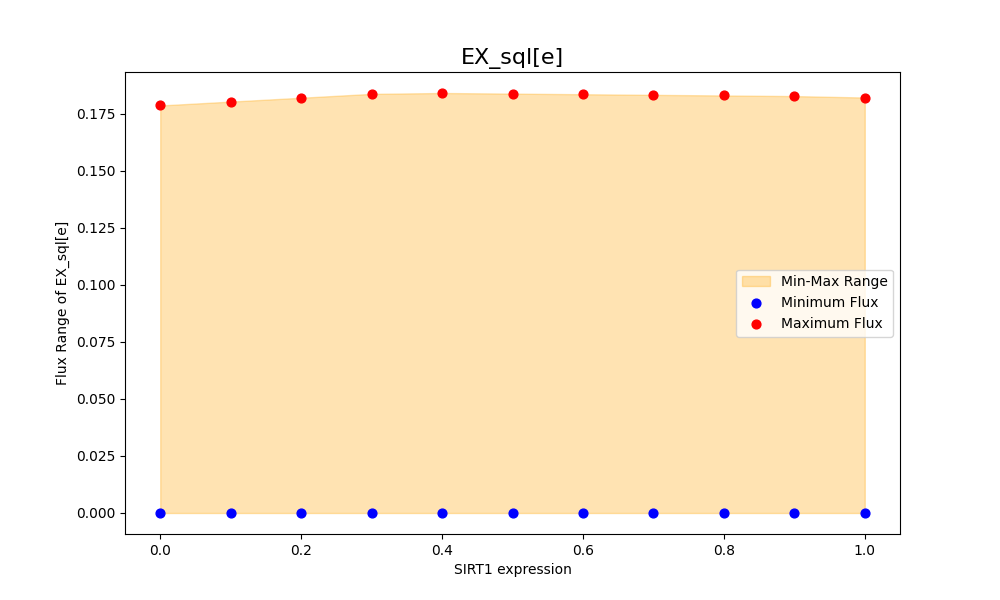 EX_sql[e]
Flux Range of EX_sql[e]
0.175
0.150
0.125
0.100
0.075
0.050
0.025
0.000
Min-Max Range
Minimum Flux
Maximum Flux
0.0 0.2 0.4 0.6 0.8 1.0
SIRT1 expression